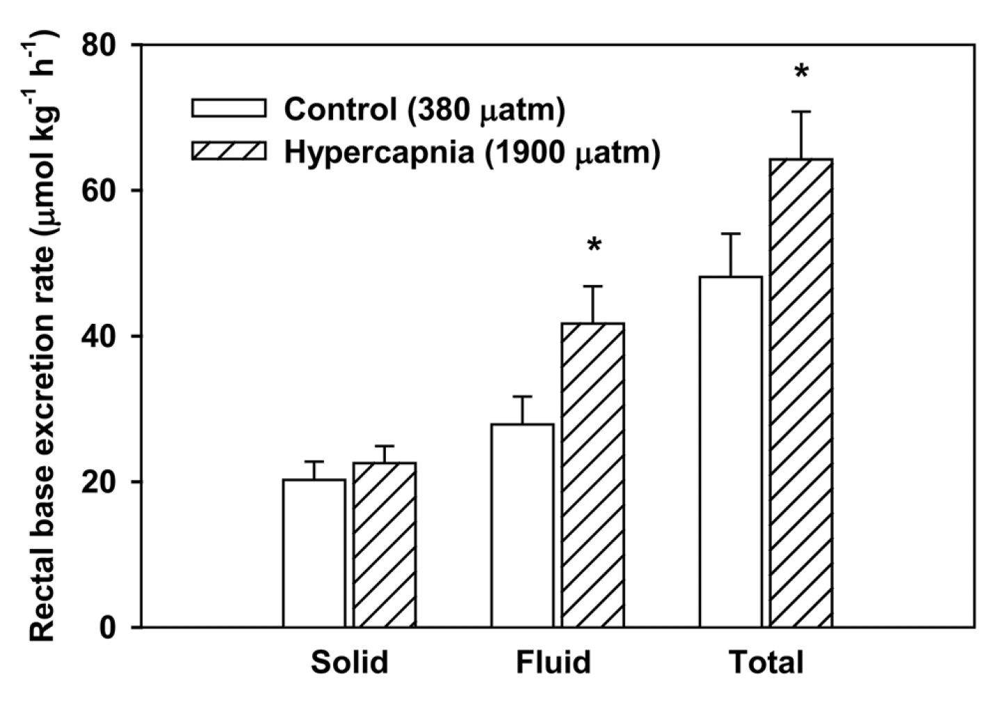 Rectal base excretion rate (μmol kg⁻¹ h⁻¹)
80
60
40
20
0
Control (380 μatm)
Hypercapnia (1900 μatm)
*
*
Solid Fluid Total